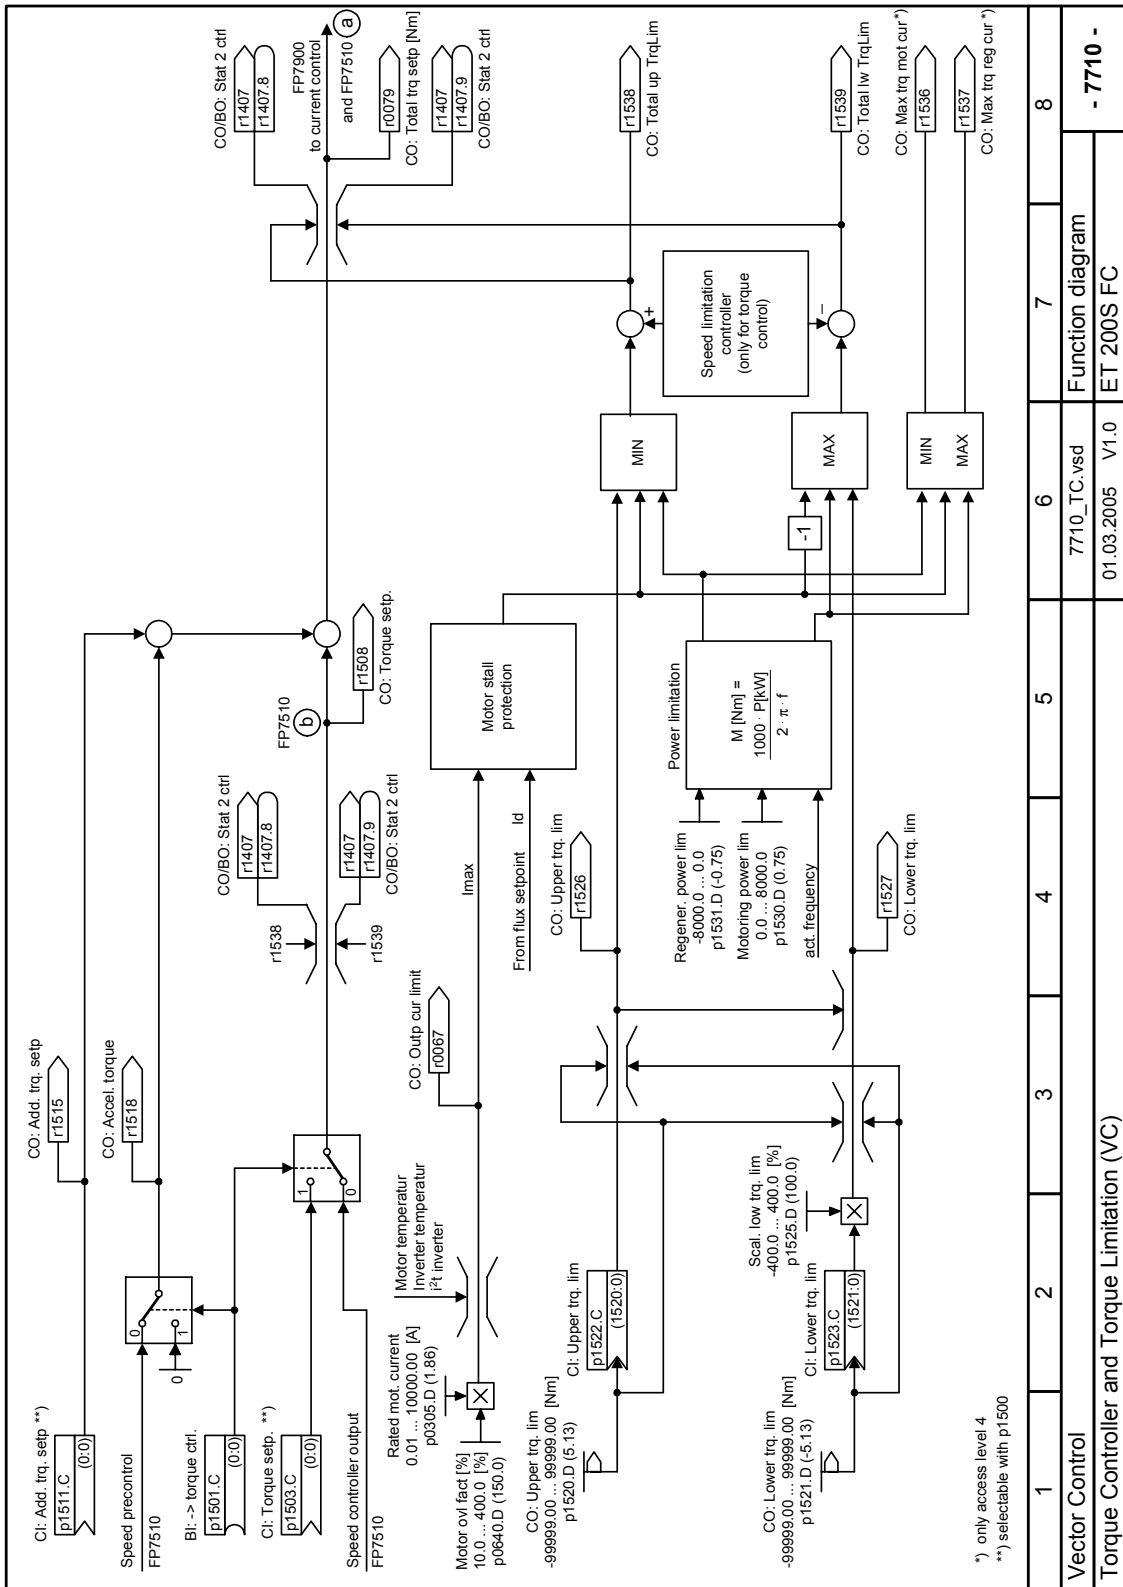 CI: Add. trq. setp **)
p1511.C
(0:0)
Speed precontrol
FP7510
BI: -> torque ctrl.
p1501.C
(0:0)
CI: Torque setp. **)
p1503.C
(0:0)
Speed controller output
FP7510
0
1
0
CO: Add. trq. setp
r1515
CO: Accel. torque
r1518
1
0
r1538
r1539
CO/BO: Stat 2 ctrl
r1407
r1407.8
r1407
r1407.9
CO/BO: Stat 2 ctrl
FP7510
b
r1508
CO: Torque setp.
CO/BO: Stat 2 ctrl
r1407
r1407.8
FP7900
to current control
and FP7510
a
r0079
CO: Total trq setp [Nm]
r1407
r1407.9
CO/BO: Stat 2 ctrl
Motor ovl fact [%]
10.0 ... 400.0 [%]
p0640.D (150.0)
Rated mot. current
0.01 ... 10000.00 [A]
p0305.D (1.86)
Motor temperatur
Inverter temperatur
i²t inverter
CO: Outp cur limit
r0067
Imax
From flux setpoint
Id
Motor stall
protection
CO: Upper trq. lim
-99999.00 ... 99999.00 [Nm]
p1520.D (5.13)
CI: Upper trq. lim
p1522.C
(1520:0)
CO: Upper trq. lim
r1526
Regener. power lim
-8000.0 ... 0.0
p1531.D (-0.75)
Motoring power lim
0.0 ... 8000.0
p1530.D (0.75)
act. frequency
Power limitation
M [Nm] =
1000 · P[kW]
2 · π · f
CO: Lower trq. lim
-99999.00 ... 99999.00 [Nm]
p1521.D (-5.13)
CI: Lower trq. lim
p1523.C
(1521:0)
Scal. low trq. lim
-400.0 ... 400.0 [%]
p1525.D (100.0)
r1527
CO: Lower trq. lim
MIN
-1
MAX
MIN
MAX
Speed limitation
controller
(only for torque
control)
+
–
r1538
CO: Total up TrqLim
r1539
CO: Total lw TrqLim
CO: Max trq mot cur*)
r1536
r1537
CO: Max trq reg cur *)
*) only access level 4
**) selectable with p1500
1 2 3 4 5 6 7 8
Vector Control
7710_TC.vsd
Function diagram
- 7710 -
Torque Controller and Torque Limitation (VC)
01.03.2005 V1.0
ET 200S FC